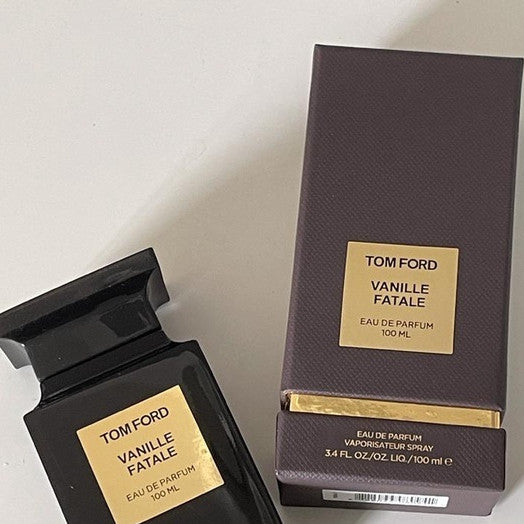 TOM FORD
VANILLE
FATALE
EAU DE PARFUM
100 ML
EAU DE PARFUM
VAPORISATEUR SPRAY
3.4 FL. OZ./OZ. LIQ./100 ml ℮
TOM FORD
VANILLE
FATALE
EAU DE PARFUM
100 ML